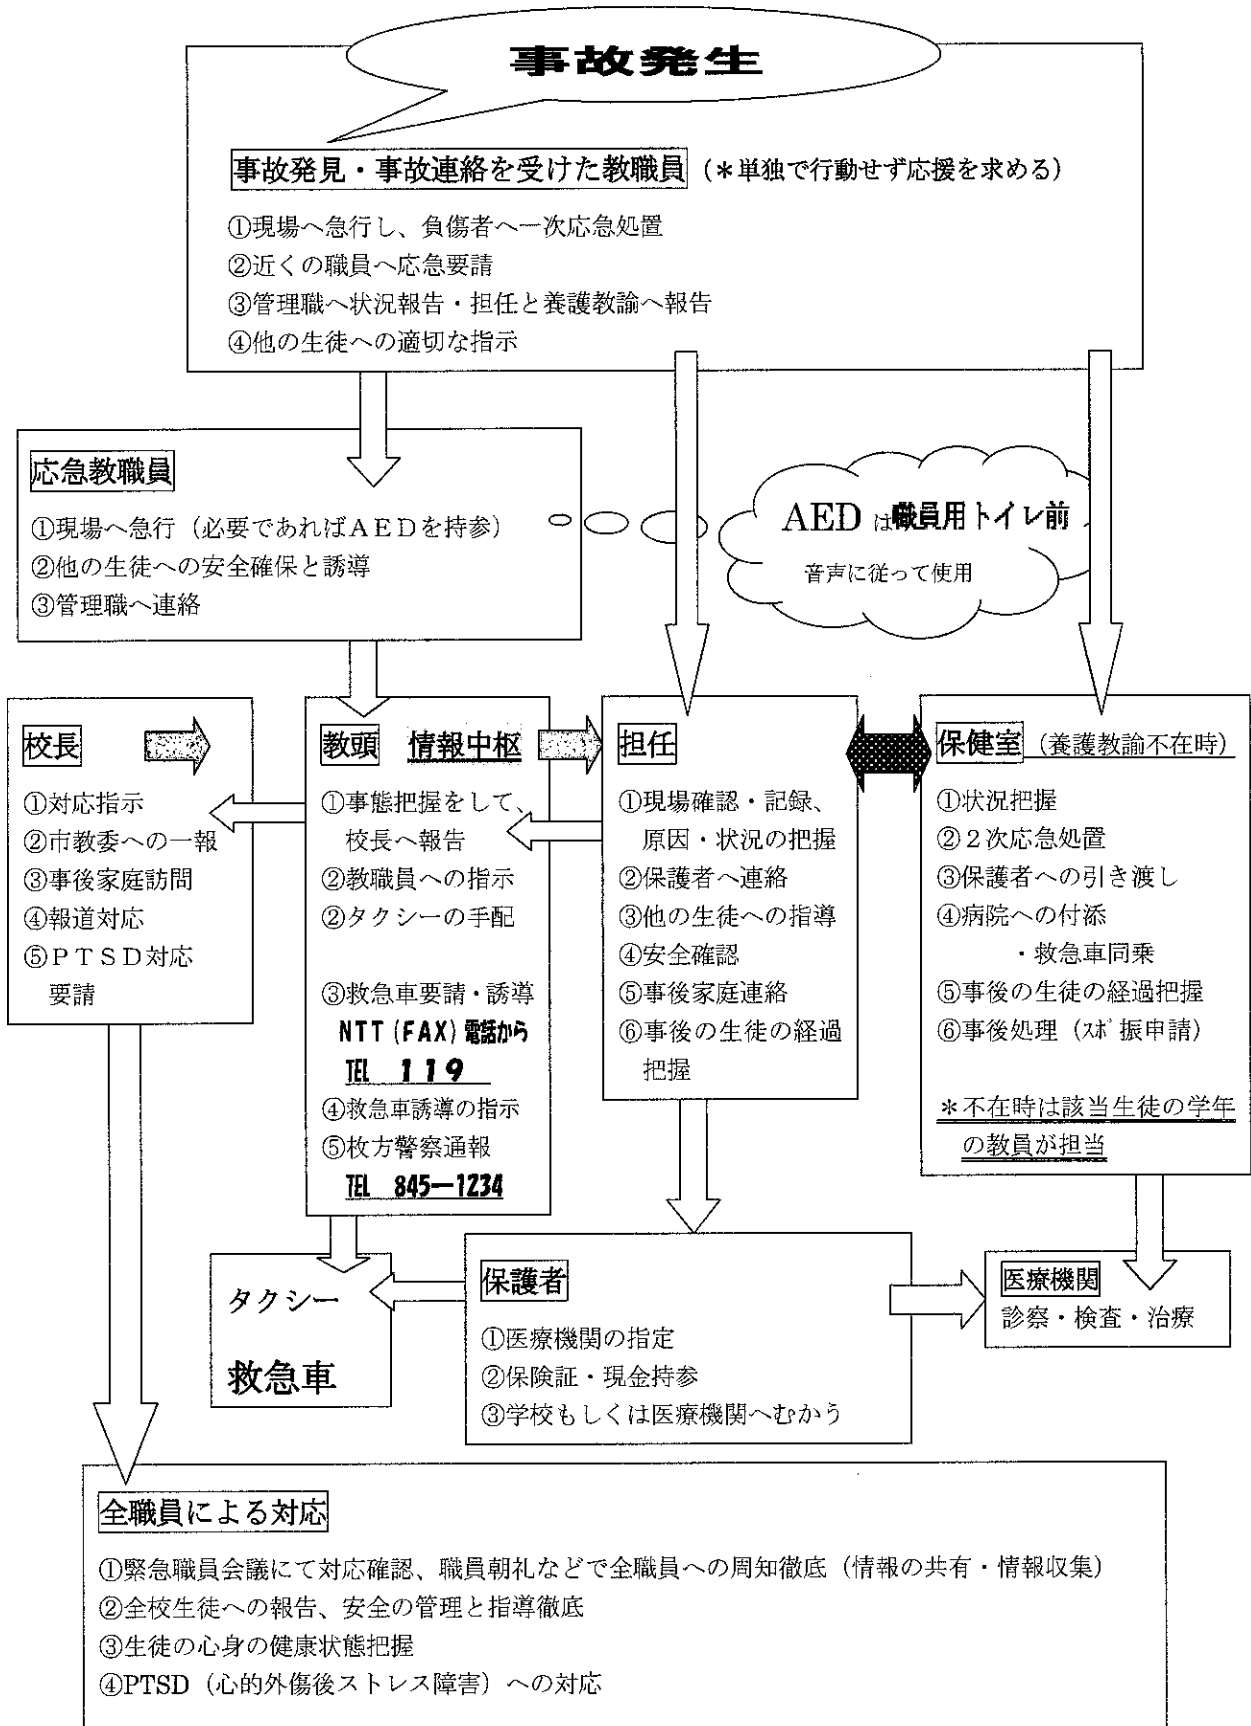 事故発生
事故発見・事故連絡を受けた教職員（＊単独で行動せず応援を求める）
①現場へ急行し、負傷者へ一次応急処置
②近くの職員へ応急要請
③管理職へ状況報告・担任と養護教諭へ報告
④他の生徒への適切な指示
応急教職員
①現場へ急行（必要であればＡＥＤを持参）
②他の生徒への安全確保と誘導
③管理職へ連絡
AED は職員用トイレ前
音声に従って使用
校長
①対応指示
②市教委への一報
③事後家庭訪問
④報道対応
⑤ＰＴＳＤ対応
要請
教頭 情報中枢
①事態把握をして、
校長へ報告
②教職員への指示
②タクシーの手配
③救急車要請・誘導
NTT（FAX）電話から
TEL 119
④救急車誘導の指示
⑤枚方警察通報
TEL 845―1234
担任
①現場確認・記録、
原因・状況の把握
②保護者へ連絡
③他の生徒への指導
④安全確認
⑤事後家庭連絡
⑥事後の生徒の経過
把握
保健室（養護教諭不在時）
①状況把握
②２次応急処置
③保護者への引き渡し
④病院への付添
・救急車同乗
⑤事後の生徒の経過把握
⑥事後処理（ｽﾎﾟ振申請）
＊不在時は該当生徒の学年
の教員が担当
タクシー
救急車
保護者
①医療機関の指定
②保険証・現金持参
③学校もしくは医療機関へむかう
医療機関
診察・検査・治療
全職員による対応
①緊急職員会議にて対応確認、職員朝礼などで全職員への周知徹底（情報の共有・情報収集）
②全校生徒への報告、安全の管理と指導徹底
③生徒の心身の健康状態把握
④PTSD（心的外傷後ストレス障害）への対応